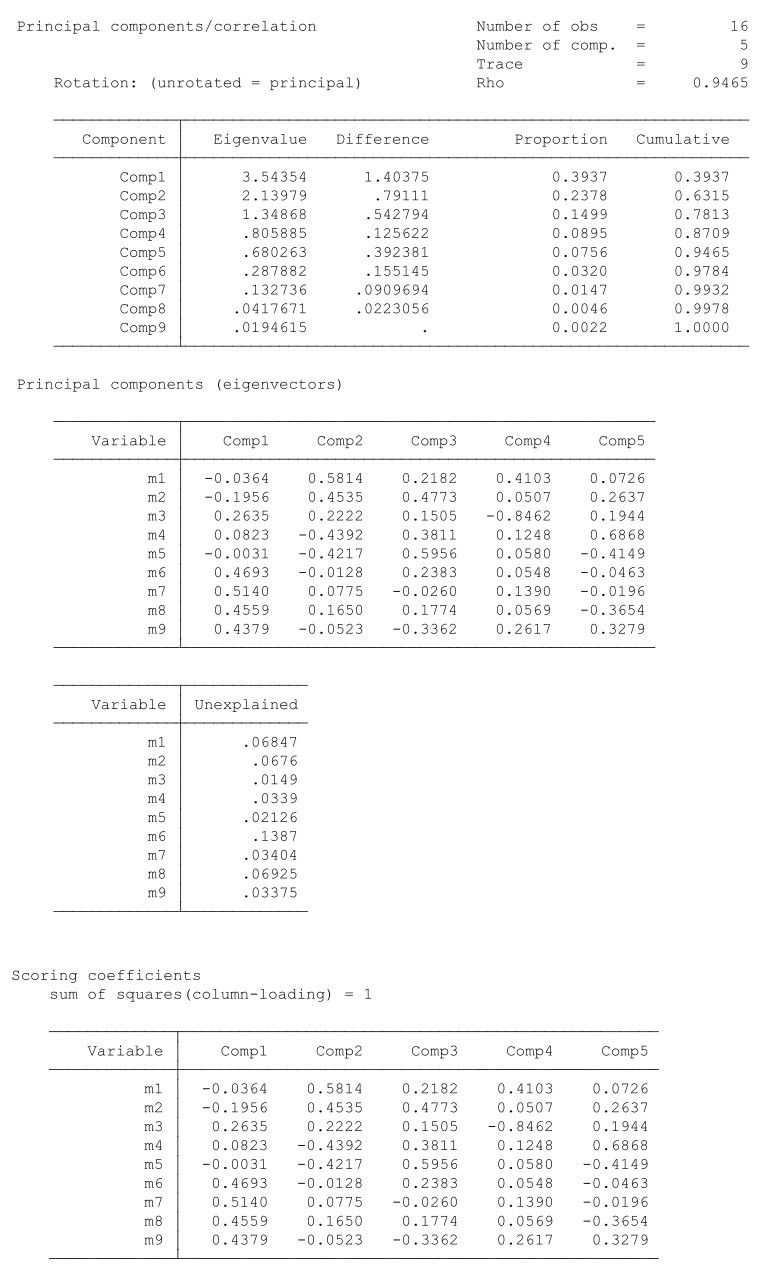 Principal components/correlation Number of obs = 16
Number of comp. = 5
Trace = 9
Rotation: (unrotated = principal) Rho = 0.9465
Component Eigenvalue Difference Proportion Cumulative
Comp1 3.54354 1.40375 0.3937 0.3937
Comp2 2.13979 .79111 0.2378 0.6315
Comp3 1.34868 .542794 0.1499 0.7813
Comp4 .805885 .125622 0.0895 0.8709
Comp5 .680263 .392381 0.0756 0.9465
Comp6 .287882 .155145 0.0320 0.9784
Comp7 .132736 .0909694 0.0147 0.9932
Comp8 .0417671 .0223056 0.0046 0.9978
Comp9 .0194615 . 0.0022 1.0000
Principal components (eigenvectors)
Variable Comp1 Comp2 Comp3 Comp4 Comp5
m1 -0.0364 0.5814 0.2182 0.4103 0.0726
m2 -0.1956 0.4535 0.4773 0.0507 0.2637
m3 0.2635 0.2222 0.1505 -0.8462 0.1944
m4 0.0823 -0.4392 0.3811 0.1248 0.6868
m5 -0.0031 -0.4217 0.5956 0.0580 -0.4149
m6 0.4693 -0.0128 0.2383 0.0548 -0.0463
m7 0.5140 0.0775 -0.0260 0.1390 -0.0196
m8 0.4559 0.1650 0.1774 0.0569 -0.3654
m9 0.4379 -0.0523 -0.3362 0.2617 0.3279
Variable Unexplained
m1 .06847
m2 .0676
m3 .0149
m4 .0339
m5 .02126
m6 .1387
m7 .03404
m8 .06925
m9 .03375
Scoring coefficients
sum of squares(column-loading) = 1
Variable Comp1 Comp2 Comp3 Comp4 Comp5
m1 -0.0364 0.5814 0.2182 0.4103 0.0726
m2 -0.1956 0.4535 0.4773 0.0507 0.2637
m3 0.2635 0.2222 0.1505 -0.8462 0.1944
m4 0.0823 -0.4392 0.3811 0.1248 0.6868
m5 -0.0031 -0.4217 0.5956 0.0580 -0.4149
m6 0.4693 -0.0128 0.2383 0.0548 -0.0463
m7 0.5140 0.0775 -0.0260 0.1390 -0.0196
m8 0.4559 0.1650 0.1774 0.0569 -0.3654
m9 0.4379 -0.0523 -0.3362 0.2617 0.3279